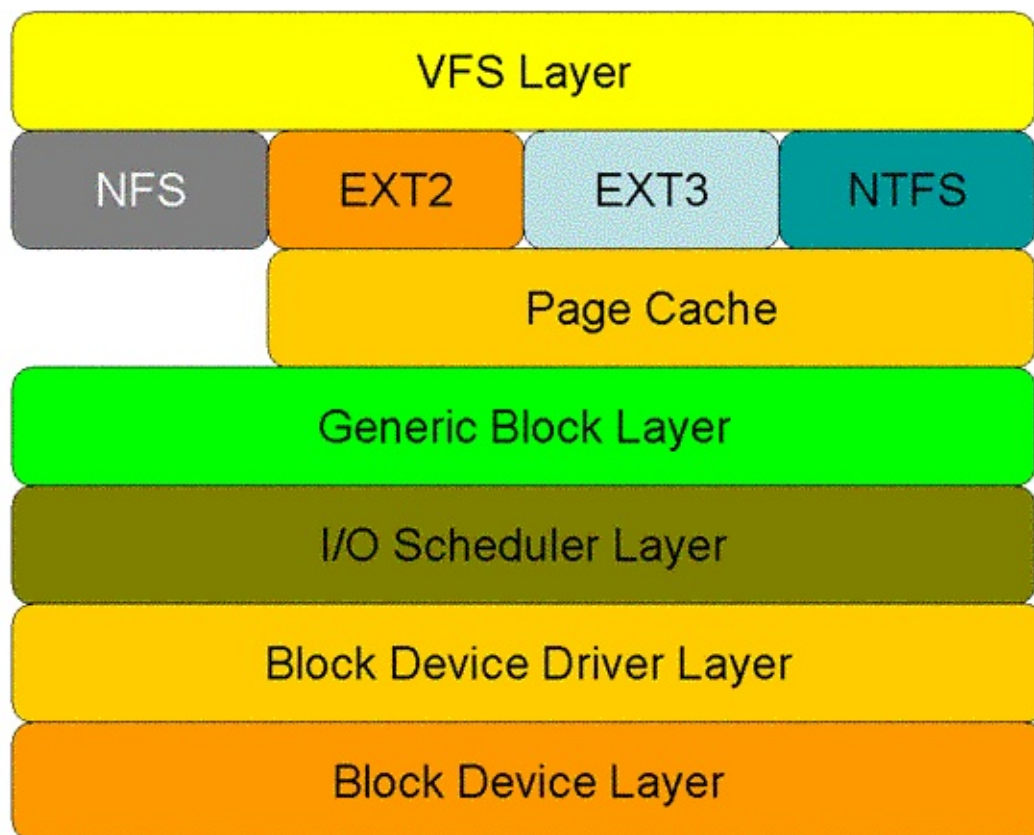 VFS Layer
NFS EXT2 EXT3 NTFS
Page Cache
Generic Block Layer
I/O Scheduler Layer
Block Device Driver Layer
Block Device Layer